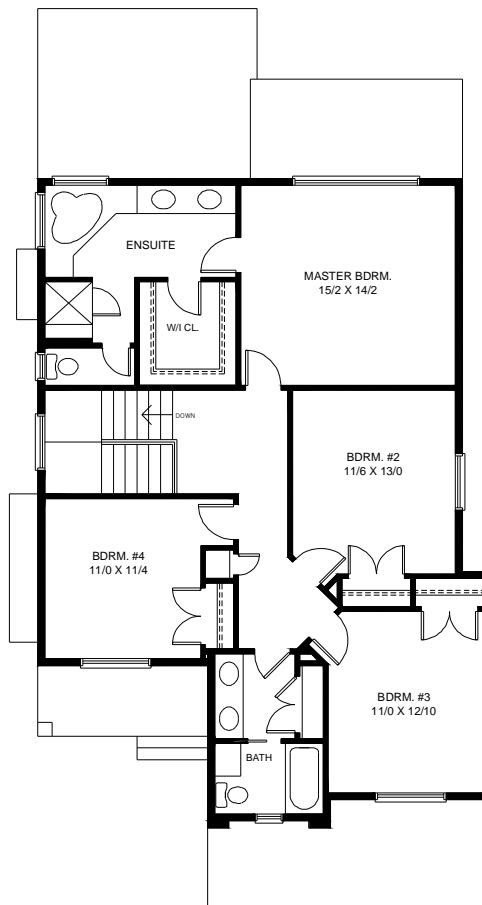 ENSUITE
MASTER BDRM.
15/2 X 14/2
W/I CL.
DOWN
BDRM. #2
11/6 X 13/0
BDRM. #4
11/0 X 11/4
BDRM. #3
11/0 X 12/10
BATH